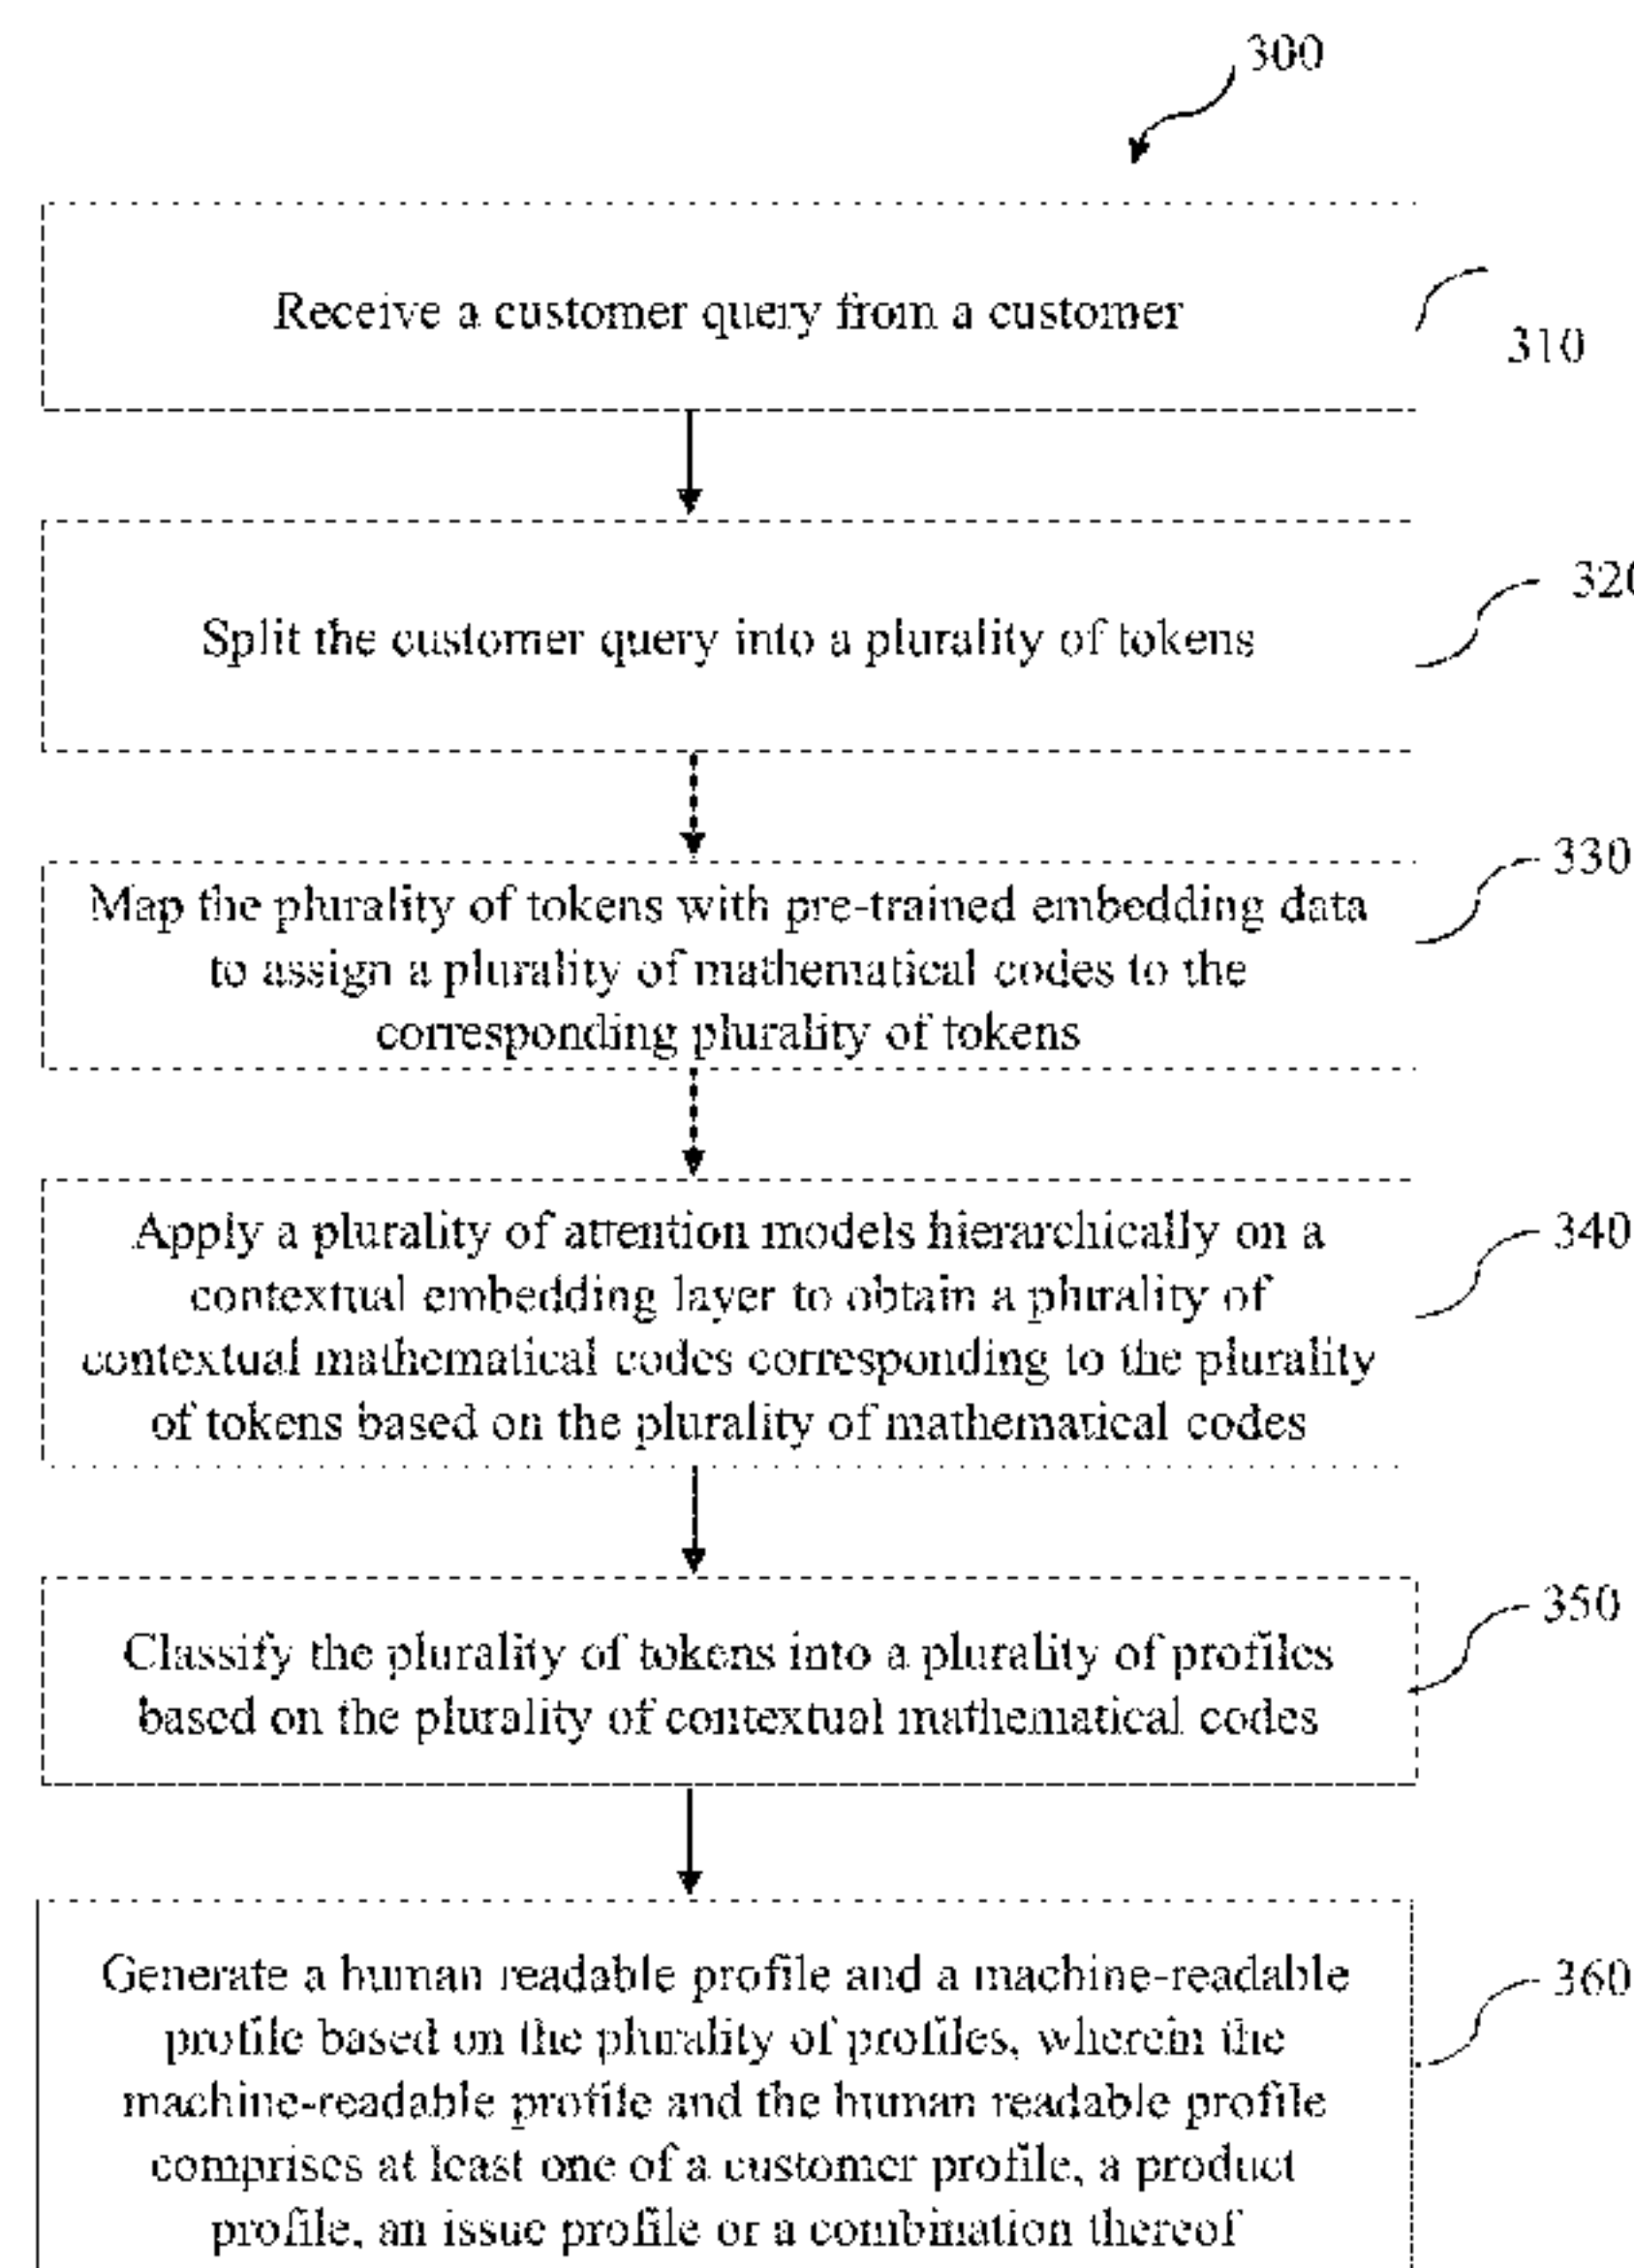 300
Receive a customer query from a customer
310
320
Split the customer query into a plurality of tokens
330
Map the plurality of tokens with pre-trained embedding data
to assign a plurality of mathematical codes to the
corresponding plurality of tokens
340
Apply a plurality of attention models hierarchically on a
contextual embedding layer to obtain a plurality of
contextual mathematical codes corresponding to the plurality
of tokens based on the plurality of mathematical codes
350
Classify the plurality of tokens into a plurality of profiles
based on the plurality of contextual mathematical codes
360
Generate a human readable profile and a machine-readable
profile based on the plurality of profiles, wherein the
machine-readable profile and the human readable profile
comprises at least one of a customer profile, a product
profile, an issue profile or a combination thereof